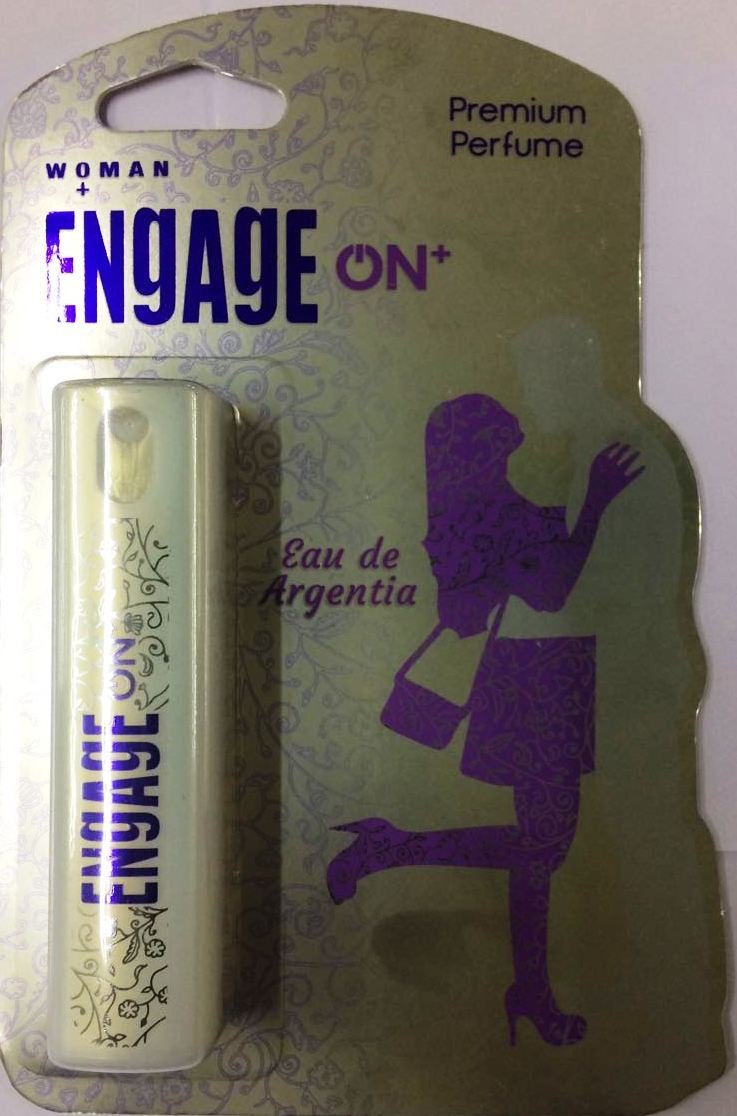 Premium
Perfume
WOMAN
+
ENgAgE ON+
Eau de
Argentia
ENgAgE ON